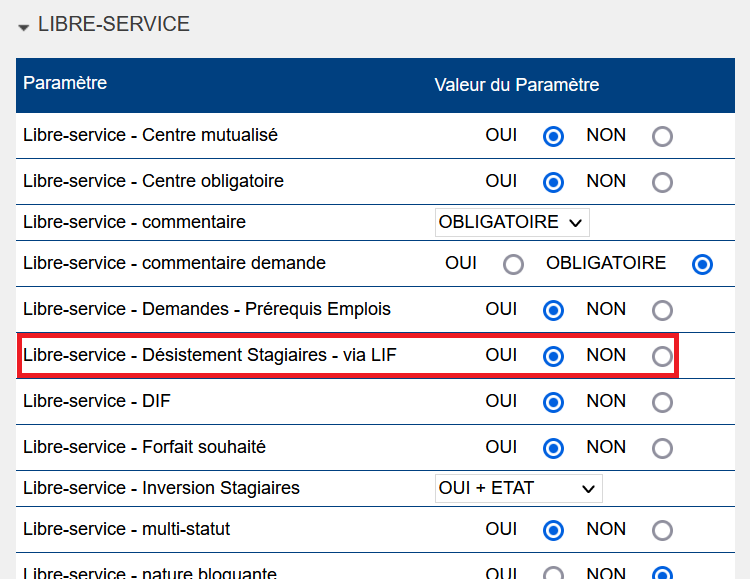 LIBRE-SERVICE
Paramètre Valeur du Paramètre
Libre-service - Centre mutualisé OUI NON
Libre-service - Centre obligatoire OUI NON
Libre-service - commentaire OBLIGATOIRE
Libre-service - commentaire demande OUI OBLIGATOIRE
Libre-service - Demandes - Prérequis Emplois OUI NON
Libre-service - Désistement Stagiaires - via LIF OUI NON
Libre-service - DIF OUI NON
Libre-service - Forfait souhaité OUI NON
Libre-service - Inversion Stagiaires OUI + ETAT
Libre-service - multi-statut OUI NON
Libre-service - nature bloquante OUI NON